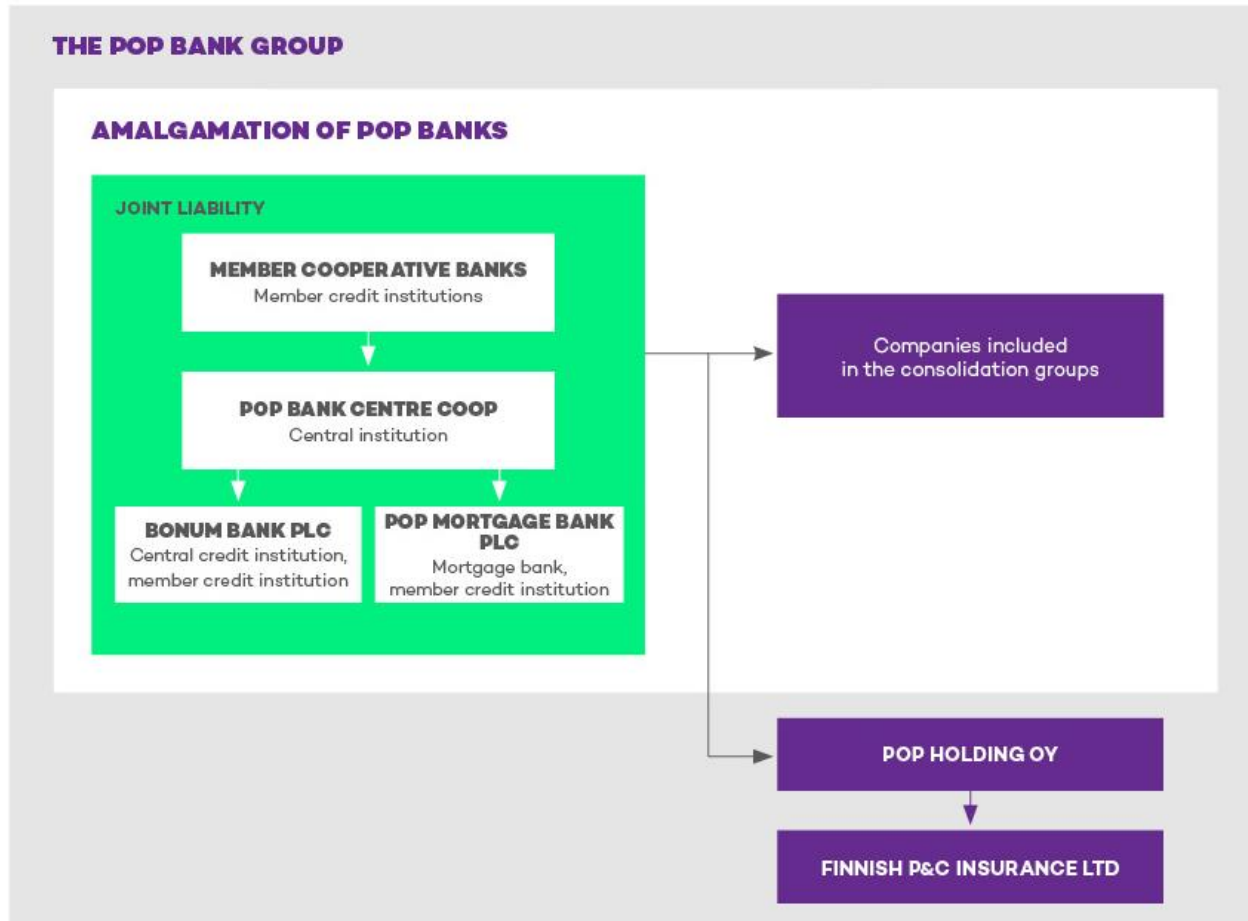 THE POP BANK GROUP
AMALGAMATION OF POP BANKS
JOINT LIABILITY
MEMBER COOPERATIVE BANKS
Member credit institutions
POP BANK CENTRE COOP
Central institution
BONUM BANK PLC
Central credit institution,
member credit institution
POP MORTGAGE BANK
PLC
Mortgage bank,
member credit institution
Companies included
in the consolidation groups
POP HOLDING OY
FINNISH P&C INSURANCE LTD